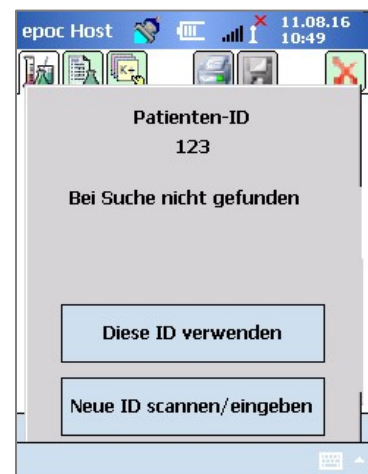 epoc Host
11.08.16
10:49
K+
Patienten-ID
123
Bei Suche nicht gefunden
Diese ID verwenden
Neue ID scannen/eingeben